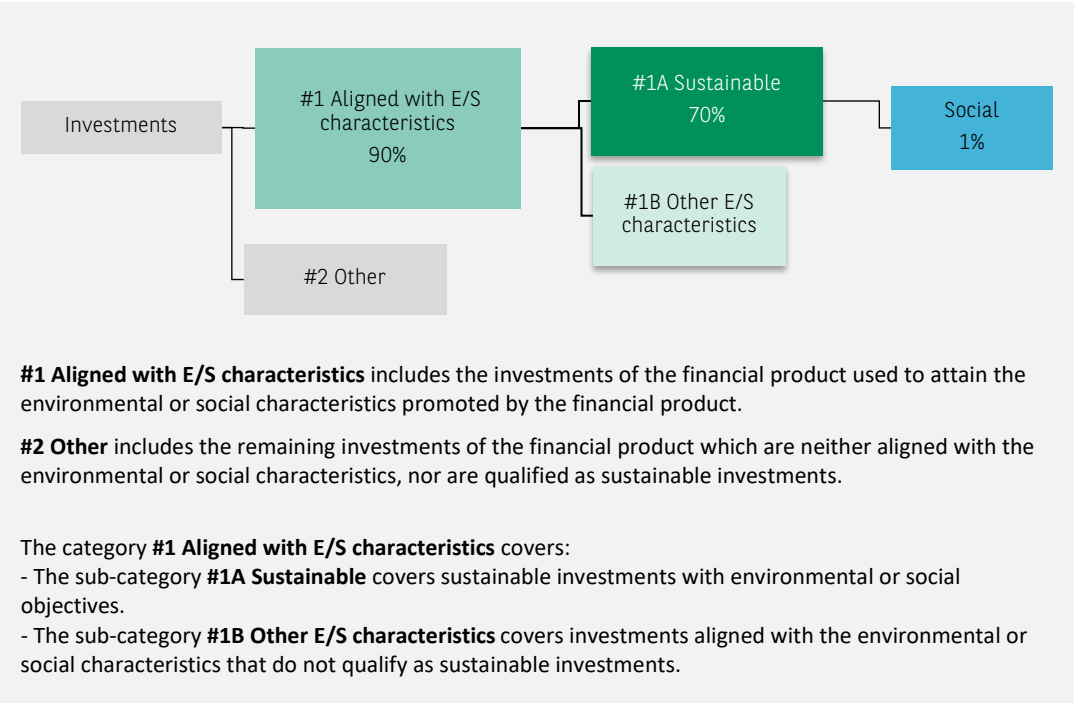 Investments
#1 Aligned with E/S
characteristics
90%
#2 Other
#1A Sustainable
70%
#1B Other E/S
characteristics
Social
1%
#1 Aligned with E/S characteristics includes the investments of the financial product used to attain the
environmental or social characteristics promoted by the financial product.
#2 Other includes the remaining investments of the financial product which are neither aligned with the
environmental or social characteristics, nor are qualified as sustainable investments.
The category #1 Aligned with E/S characteristics covers:
- The sub-category #1A Sustainable covers sustainable investments with environmental or social
objectives.
- The sub-category #1B Other E/S characteristics covers investments aligned with the environmental or
social characteristics that do not qualify as sustainable investments.